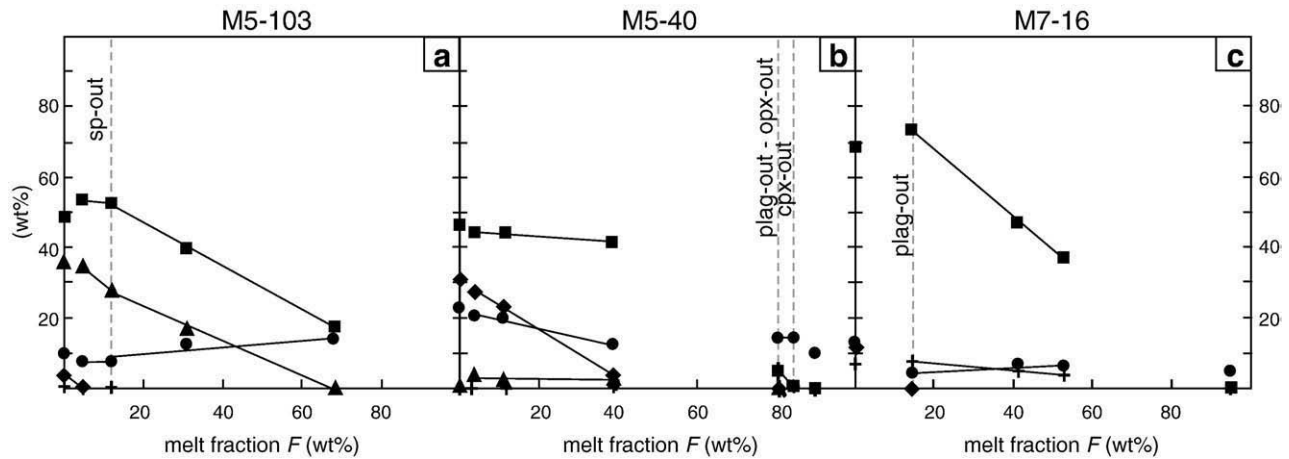 M5-103 M5-40 M7-16
a b c
sp-out
plag-out - opx-out
cpx-out
plag-out
(wt%)
80 80
60 60
40 40
20 20
20 40 60 80 20 40 60 80 20 40 60 80
melt fraction F (wt%) melt fraction F (wt%) melt fraction F (wt%)